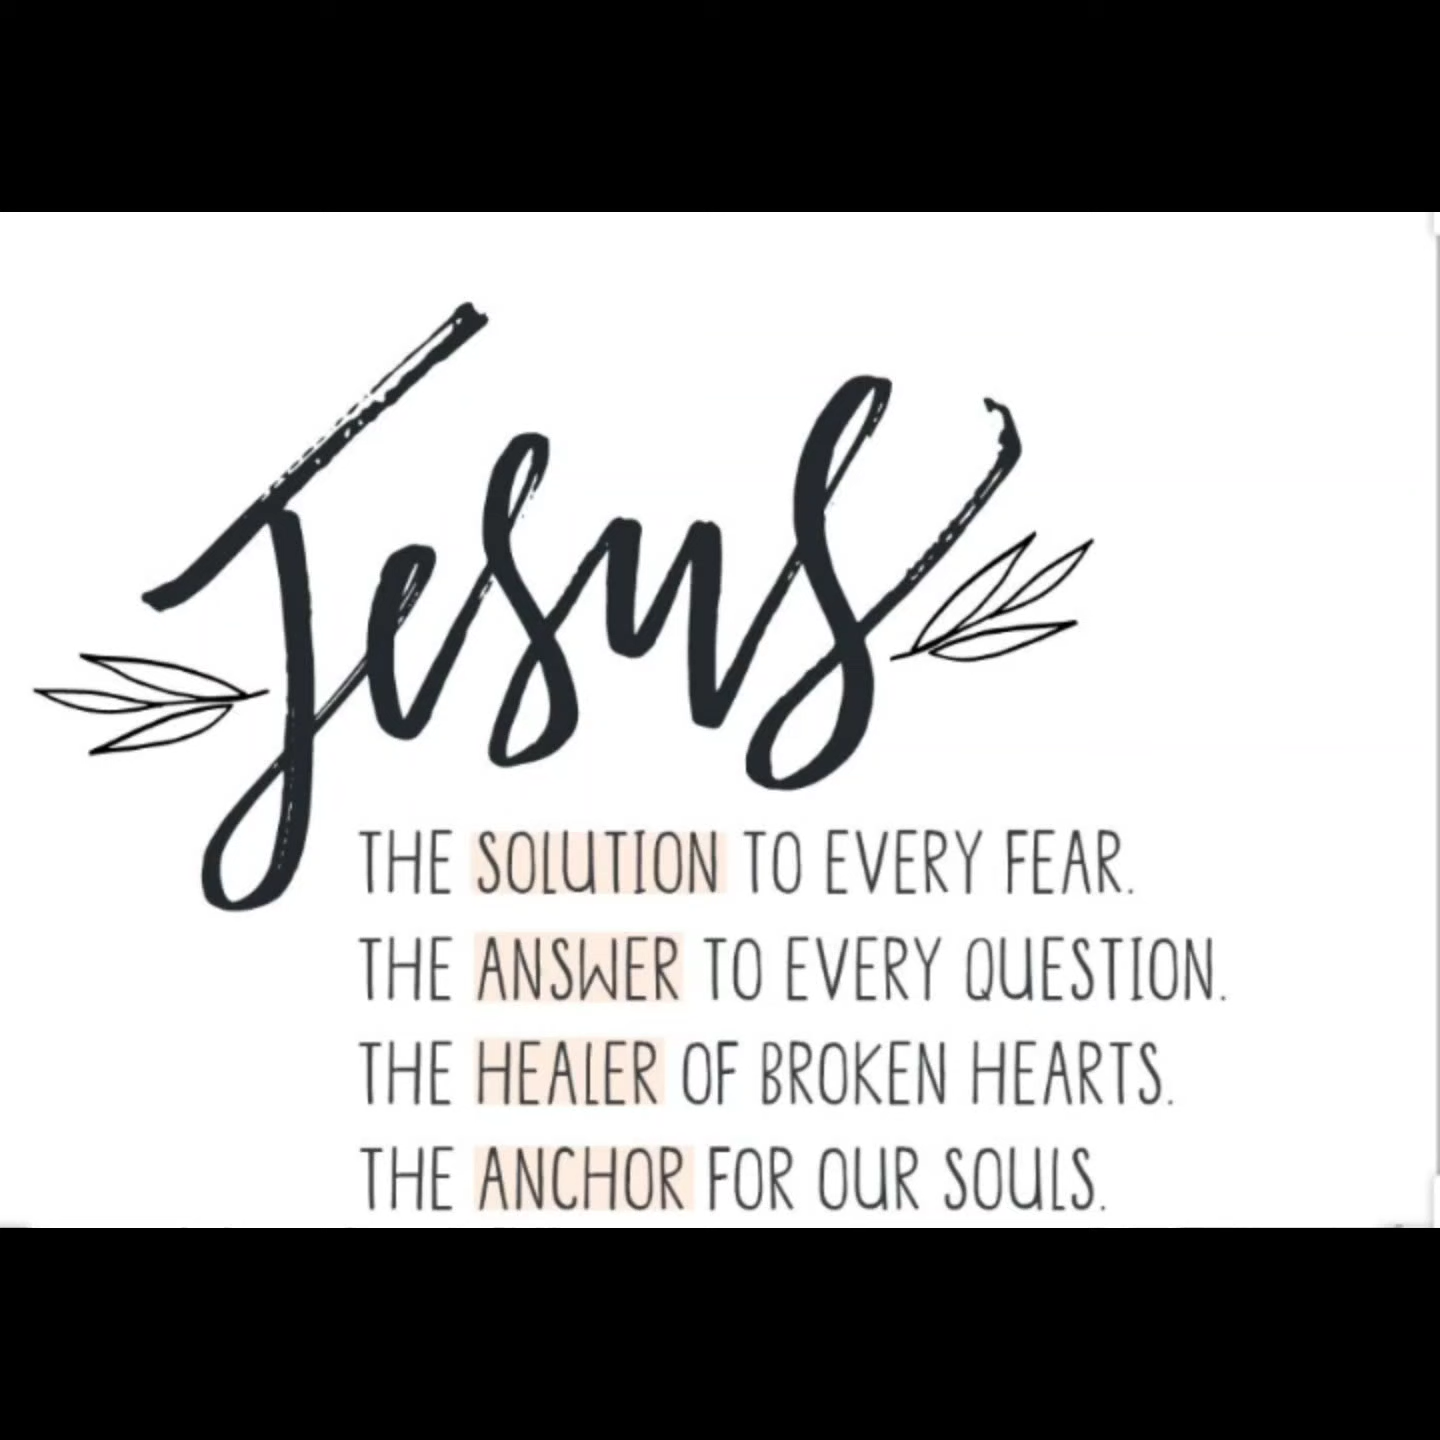 Jesus
THE SOLUTION TO EVERY FEAR.
THE ANSWER TO EVERY QUESTION.
THE HEALER OF BROKEN HEARTS.
THE ANCHOR FOR OUR SOULS.